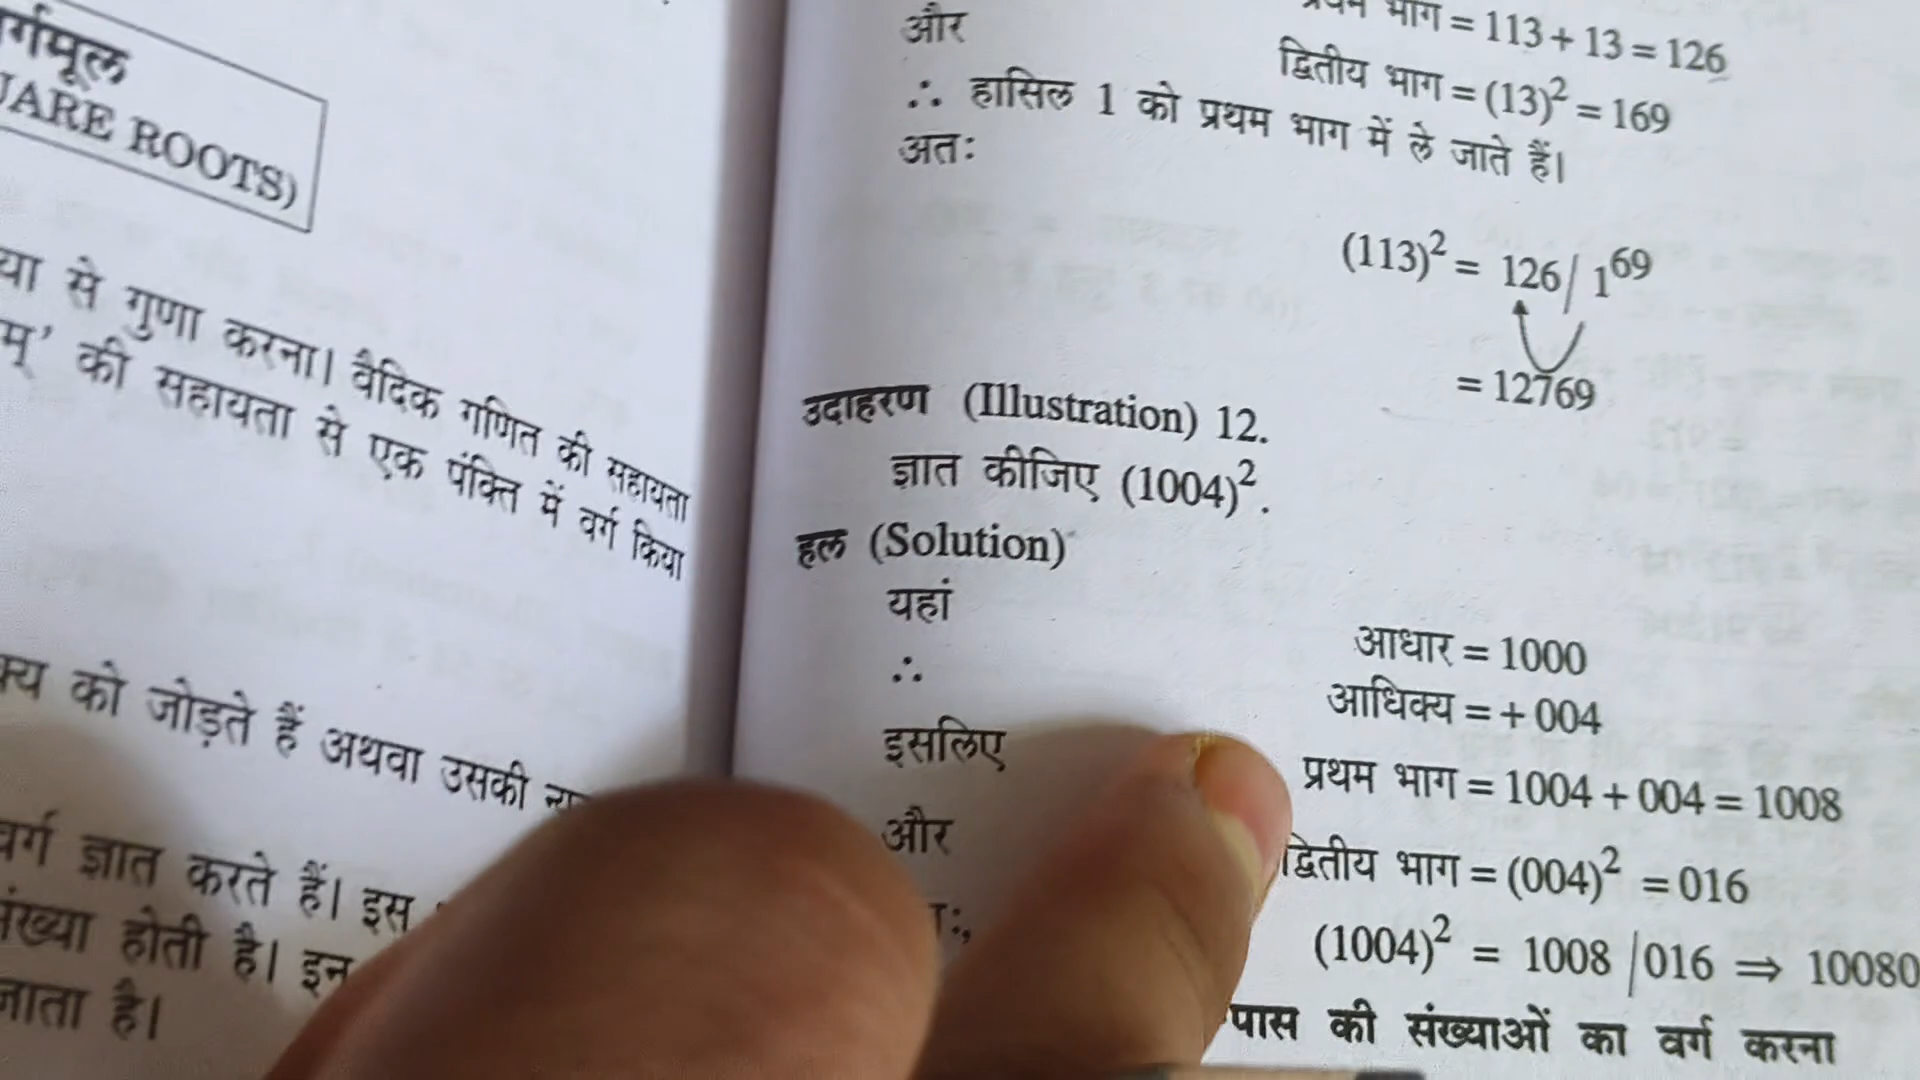 र्गमूल
UARE ROOTS)
या से गुणा करना। वैदिक गणित की सहायता
म्' की सहायता से एक पंक्ति में वर्ग किया
क्य को जोड़ते हैं अथवा उसकी
वर्ग ज्ञात करते हैं। इस
संख्या होती है। इन
जाता है।
प्रथम भाग = 113 + 13 = 126
और
द्वितीय भाग = (13)² = 169
∴ हासिल 1 को प्रथम भाग में ले जाते हैं।
अतः
(113)² = 126/ 1⁶⁹
= 12769
उदाहरण (Illustration) 12.
ज्ञात कीजिए (1004)².
हल (Solution)
यहां
आधार = 1000
∴
आधिक्य = + 004
इसलिए
प्रथम भाग = 1004 + 004 = 1008
और
द्वितीय भाग = (004)² = 016
(1004)² = 1008 /016 ⇒ 10080
पास की संख्याओं का वर्ग करना